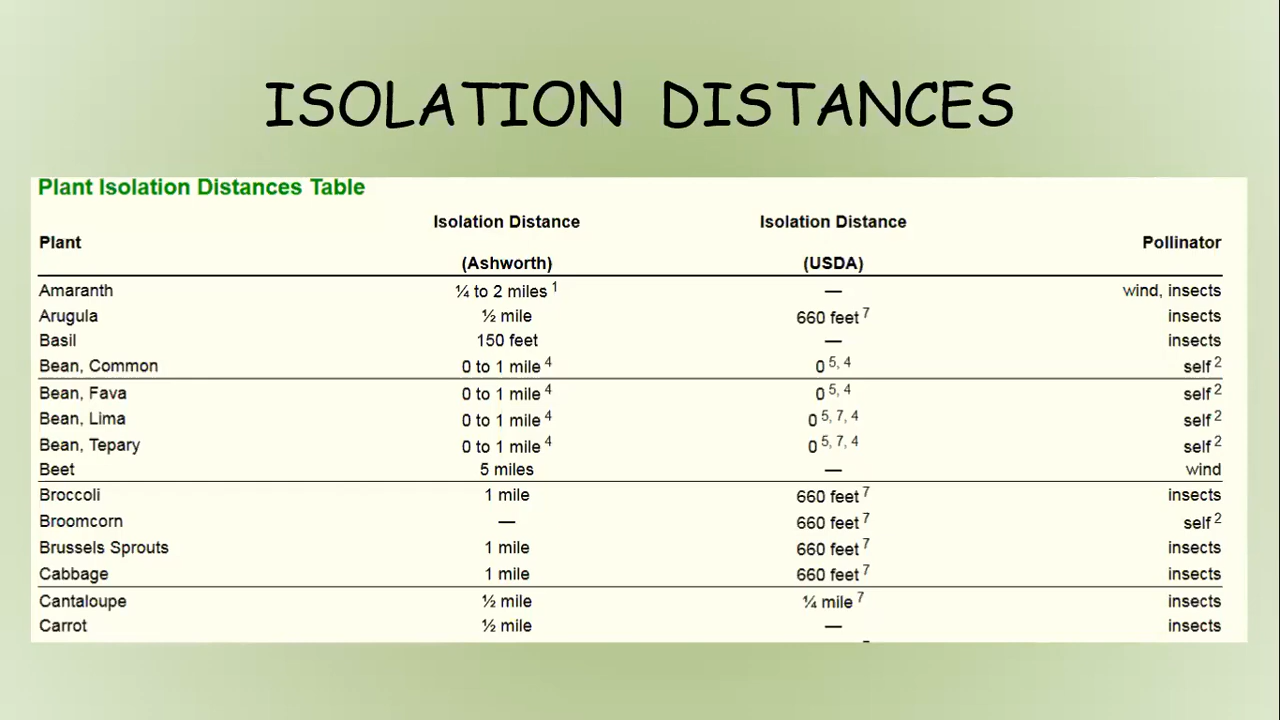 ISOLATION DISTANCES
Plant Isolation Distances Table
Plant Isolation Distance (Ashworth) Isolation Distance (USDA) Pollinator
Amaranth ¼ to 2 miles 1 — wind, insects
Arugula ½ mile 660 feet 7 insects
Basil 150 feet — insects
Bean, Common 0 to 1 mile 4 0 5, 4 self 2
Bean, Fava 0 to 1 mile 4 0 5, 4 self 2
Bean, Lima 0 to 1 mile 4 0 5, 7, 4 self 2
Bean, Tepary 0 to 1 mile 4 0 5, 7, 4 self 2
Beet 5 miles — wind
Broccoli 1 mile 660 feet 7 insects
Broomcorn — 660 feet 7 self 2
Brussels Sprouts 1 mile 660 feet 7 insects
Cabbage 1 mile 660 feet 7 insects
Cantaloupe ½ mile ¼ mile 7 insects
Carrot ½ mile — insects